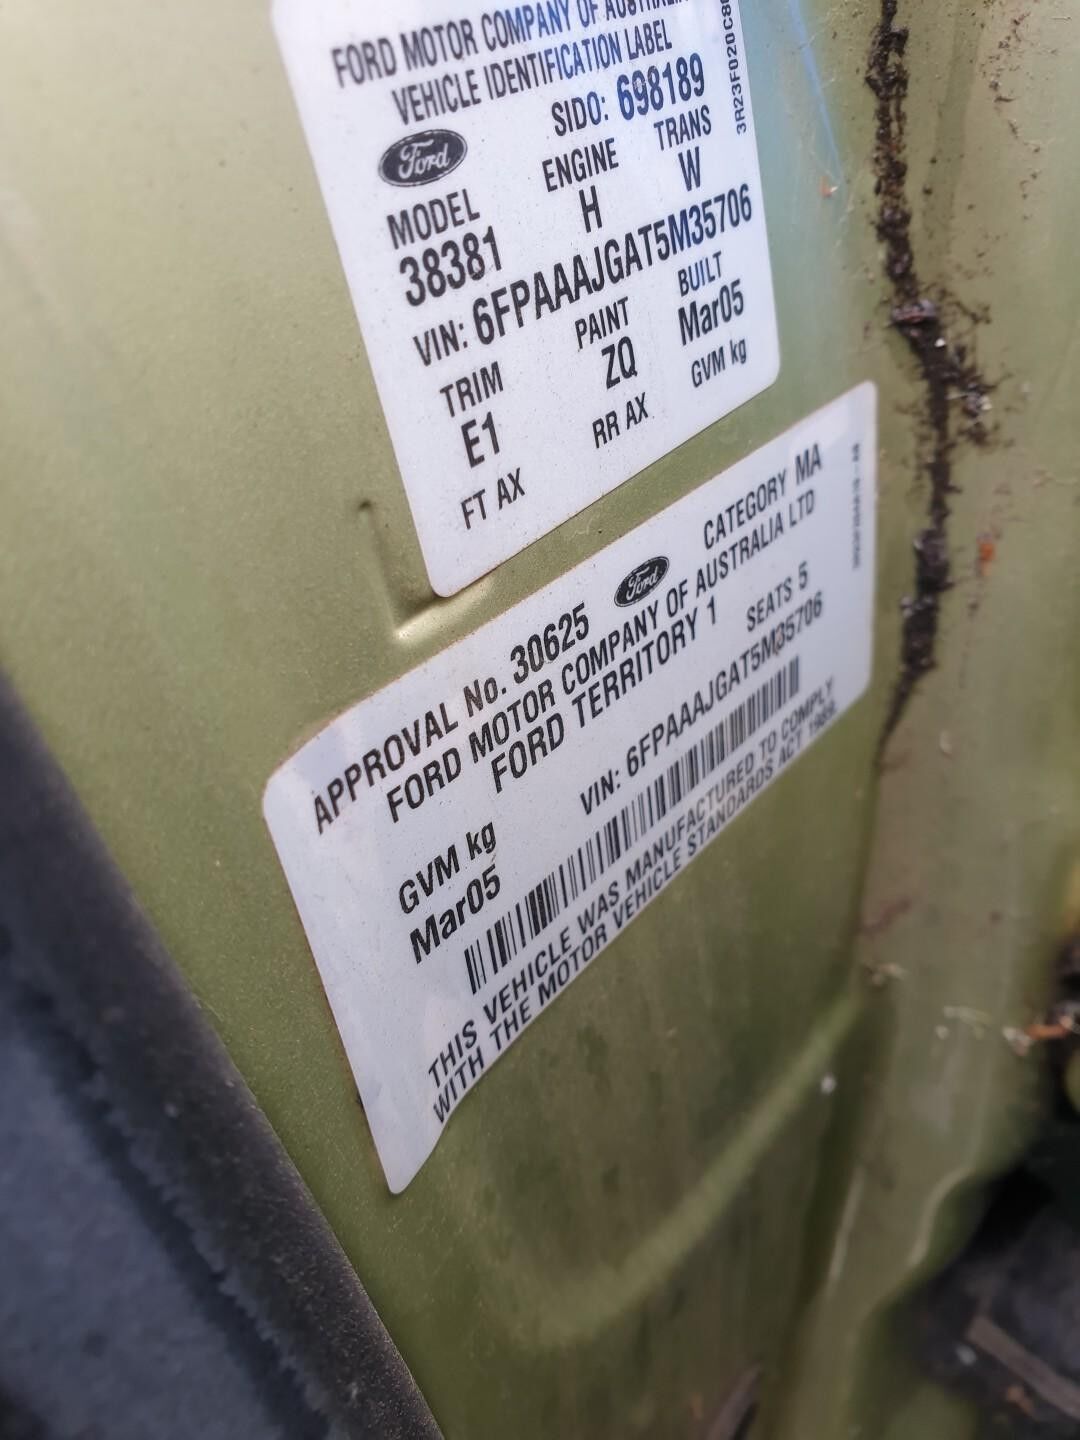 FORD MOTOR COMPANY OF AUSTRALIA
VEHICLE IDENTIFICATION LABEL
SIDO: 698189
Ford
MODEL ENGINE TRANS
38381 H W
VIN: 6FPAAAJGAT5M35706
TRIM PAINT BUILT
E1 ZQ Mar05
FT AX RR AX GVM kg
3R23F020C80
APPROVAL No. 30625 Ford CATEGORY MA
FORD MOTOR COMPANY OF AUSTRALIA LTD
FORD TERRITORY 1 SEATS 5
VIN: 6FPAAAJGAT5M35706
GVM kg
Mar05
THIS VEHICLE WAS MANUFACTURED TO COMPLY
WITH THE MOTOR VEHICLE STANDARDS ACT 1989.